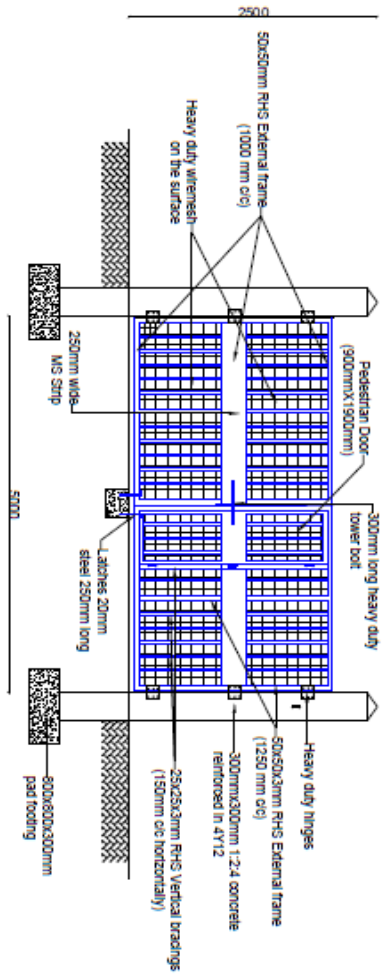 2500
50x50mm RHS External frame
(1000 mm c/c)
Heavy duty wiremesh
on the surface
250mm wide
MS Strip
Pedestrian Door
(900mmX1900mm)
300mm long heavy duty
tower bolt
5000
Latches 20mm
steel 250mm long
Heavy duty hinges
50x50x3mm RHS External frame
(1250 mm c/c)
300mmx300mm 1:2:4 concrete
reinforced in 4Y12
25x25x3mm RHS Vertical bracings
(150mm c/c horizontally)
800x800x300mm
pad footing